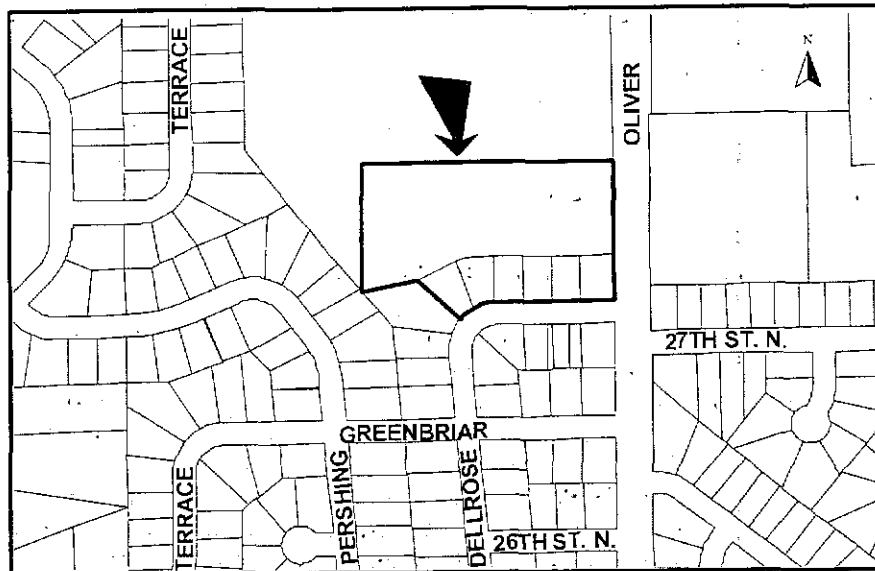 TERRACE
OLIVER
N
27TH ST. N.
GREENBRIAR
TERRACE
PERSHING
DELLROSE
26TH ST. N.